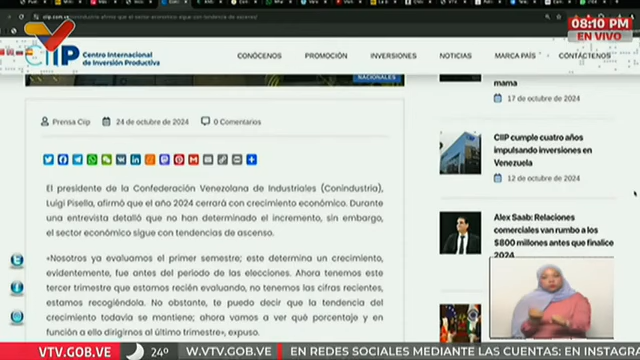 08:10 PM
EN VIVO
CIIP
Centro Internacional
de Inversión Productiva
CONÓCENOS
PROMOCIÓN
INVERSIONES
NOTICIAS
MARCA PAÍS
CONTÁCTENOS
NACIONALES
Prensa Ciip
24 de octubre de 2024
0 Comentarios
El presidente de la Confederación Venezolana de Industriales (Conindustria),
Luigi Pisella, afirmó que el año 2024 cerrará con crecimiento económico. Durante
una entrevista detalló que no han determinado el incremento, sin embargo,
el sector económico sigue con tendencias de ascenso.
«Nosotros ya evaluamos el primer semestre; este determina un crecimiento,
evidentemente, fue antes del periodo de las elecciones. Ahora tenemos este
tercer trimestre que estamos recién evaluando, no tenemos las cifras recientes,
estamos recogiéndola. No obstante, te puedo decir que la tendencia del
crecimiento todavía se mantiene; ahora vamos a ver qué porcentaje y en
función a ello dirigirnos al último trimestre», expuso.
mama
17 de octubre de 2024
CIIP cumple cuatro años
impulsando inversiones en
Venezuela
12 de octubre de 2024
Alex Saab: Relaciones
comerciales van rumbo a los
$800 millones antes que finalice
2024
VTV.GOB.VE
24º
W.VTV.GOB.VE
EN REDES SOCIALES MEDIANTE LAS CUENTAS: EN INSTAGRA